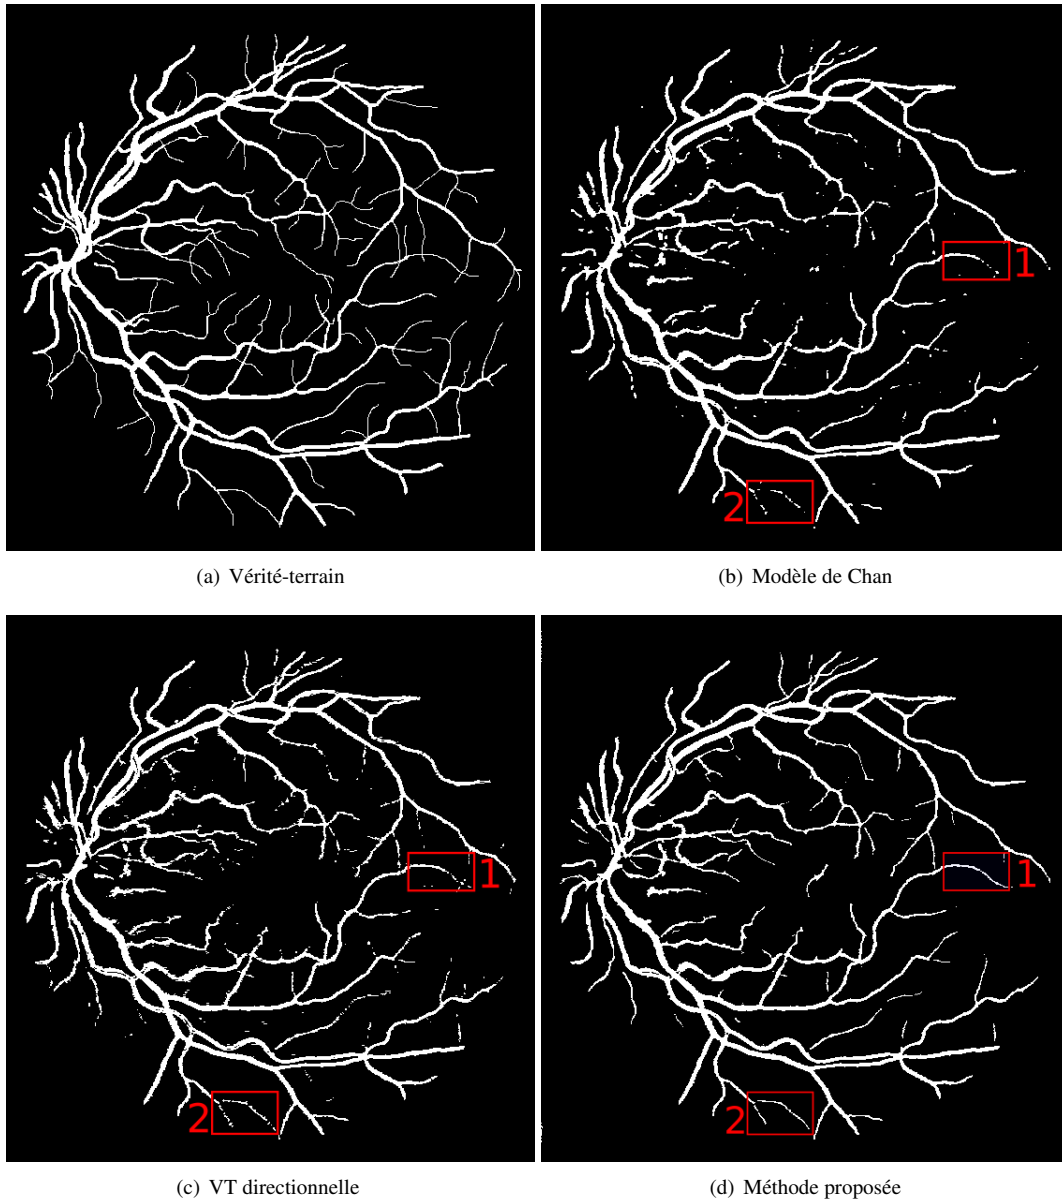 1
2
(a) Vérité-terrain
(b) Modèle de Chan
1
1
2
2
(c) VT directionnelle
(d) Méthode proposée